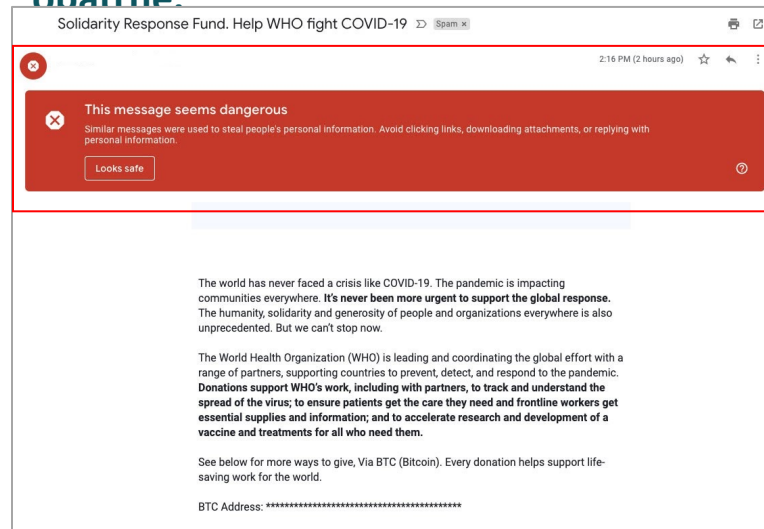 Solidarity Response Fund. Help WHO fight COVID-19 Spam x
2:16 PM (2 hours ago)
This message seems dangerous
Similar messages were used to steal people's personal information. Avoid clicking links, downloading attachments, or replying with
personal information.
Looks safe
The world has never faced a crisis like COVID-19. The pandemic is impacting
communities everywhere. It's never been more urgent to support the global response.
The humanity, solidarity and generosity of people and organizations everywhere is also
unprecedented. But we can't stop now.
The World Health Organization (WHO) is leading and coordinating the global effort with a
range of partners, supporting countries to prevent, detect, and respond to the pandemic.
Donations support WHO's work, including with partners, to track and understand the
spread of the virus; to ensure patients get the care they need and frontline workers get
essential supplies and information; and to accelerate research and development of a
vaccine and treatments for all who need them.
See below for more ways to give, Via BTC (Bitcoin). Every donation helps support life-
saving work for the world.
BTC Address: ******************************************